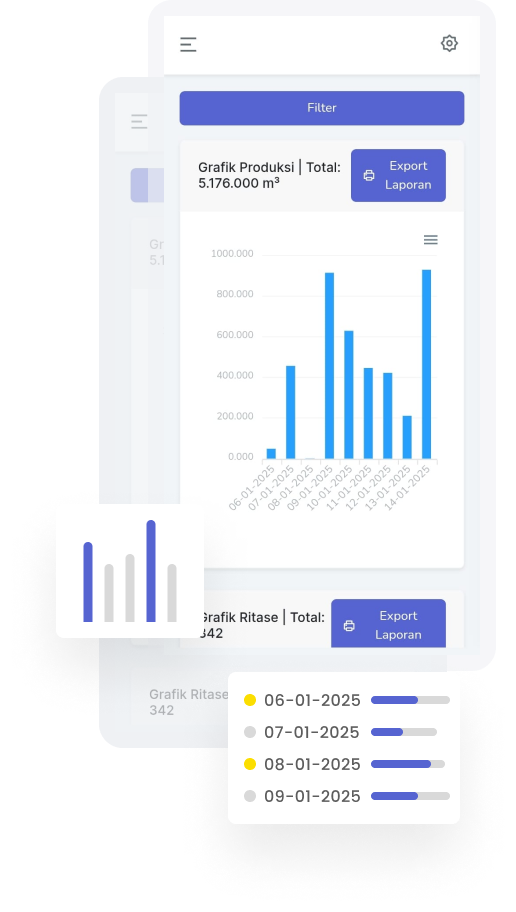 Filter
Grafik Produksi | Total:
5.176.000 m³
Export
Laporan
Gr
5.1
1000.000
800.000
600.000
400.000
200.000
0.000
06-01-2025
07-01-2025
08-01-2025
09-01-2025
10-01-2025
11-01-2025
12-01-2025
13-01-2025
14-01-2025
Grafik Ritase | Total:
342
Export
Laporan
Grafik Ritase
342
06-01-2025
07-01-2025
08-01-2025
09-01-2025